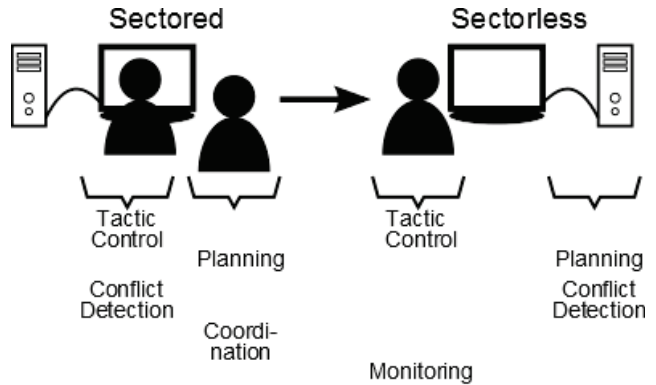 Sectored
Sectorless
Tactic
Control
Conflict
Detection
Planning
Coordi-
nation
Tactic
Control
Monitoring
Planning
Conflict
Detection